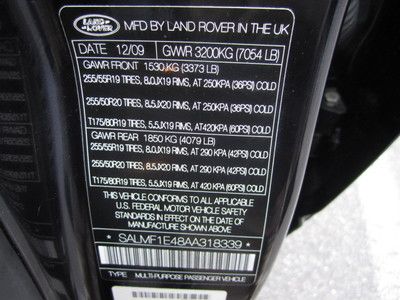 LAND ROVER
MFD BY LAND ROVER IN THE UK
DATE 12/09 GWR 3200KG (7054 LB)
GAWR FRONT 1530 KG (3373 LB)
255/55R19 TIRES, 8.0JX19 RIMS, AT 250KPA (36PSI) COLD
255/50R20 TIRES, 8.5JX20 RIMS, AT 250KPA (36PSI) COLD
T175/80R19 TIRES, 5.5JX19 RIMS, AT420KPA (60PSI) COLD
GAWR REAR 1850 KG (4079 LB)
255/55R19 TIRES, 8.0JX19 RIMS, AT 290 KPA (42PSI) COLD
255/50R20 TIRES, 8.5JX20 RIMS, AT 290 KPA (42PSI) COLD
T175/80R19 TIRES, 5.5JX19 RIMS, AT 420 KPA (60PSI) COLD
THIS VEHICLE CONFORMS TO ALL APPLICABLE
FEDERAL MOTOR VEHICLE SAFETY AND
THEFT PREVENTION STANDARDS IN
EFFECT ON THE DATE OF
MANUFACTURE SHOWN ABOVE
SALMF1E48AA318339
TYPE MULTI-PURPOSE PASSENGER VEHICLE